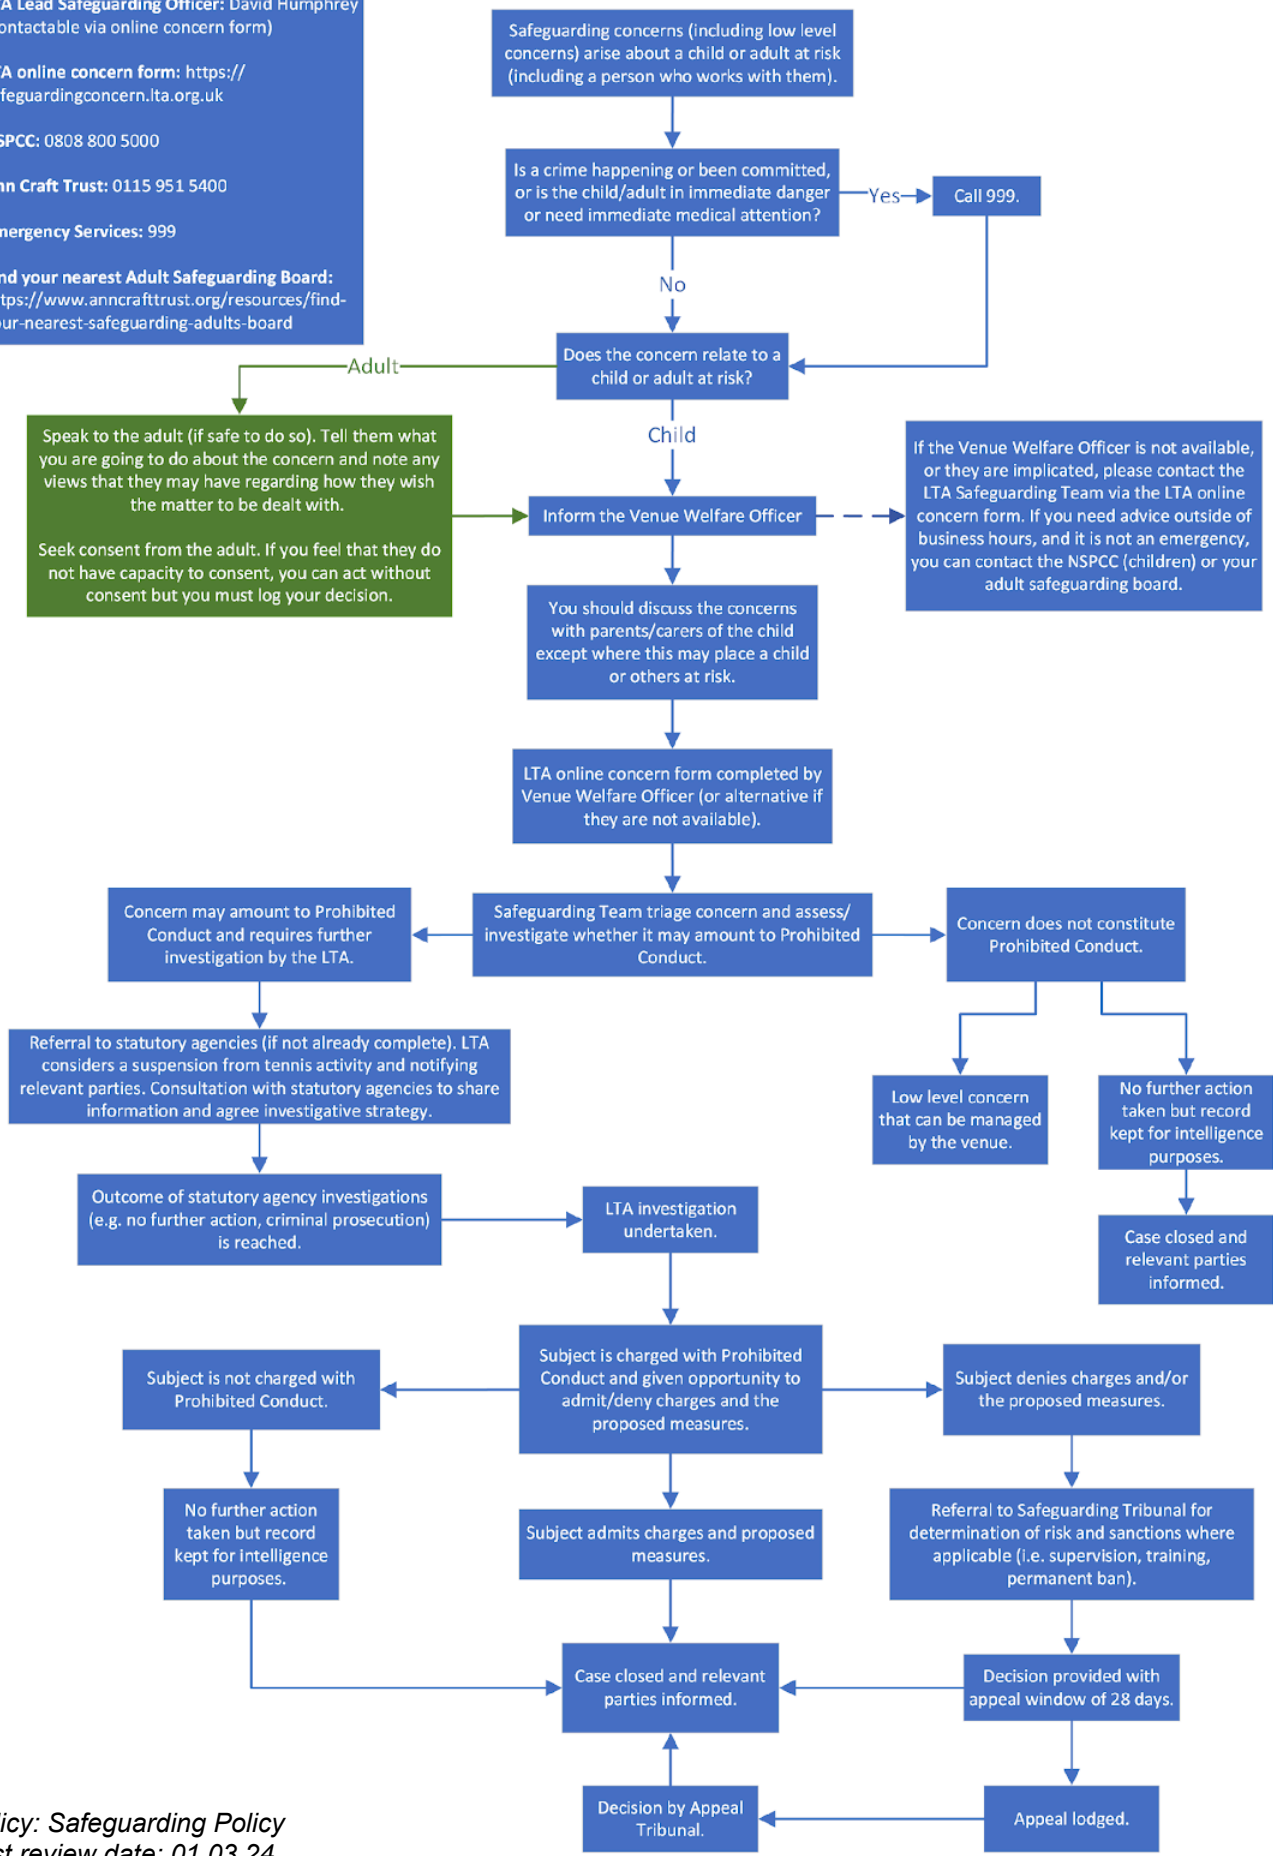 A Lead Safeguarding Officer: David Humphrey
ontactable via online concern form)
A online concern form: https://
feguardingconcern.lta.org.uk
SPCC: 0808 800 5000
nn Craft Trust: 0115 951 5400
mergency Services: 999
nd your nearest Adult Safeguarding Board:
tps://www.anncrafttrust.org/resources/find-
ur-nearest-safeguarding-adults-board
Safeguarding concerns (including low level
concerns) arise about a child or adult at risk
(including a person who works with them).
Is a crime happening or been committed,
or is the child/adult in immediate danger
or need immediate medical attention?
Yes
Call 999.
No
Does the concern relate to a
child or adult at risk?
Adult
Child
Speak to the adult (if safe to do so). Tell them what
you are going to do about the concern and note any
views that they may have regarding how they wish
the matter to be dealt with.
Seek consent from the adult. If you feel that they do
not have capacity to consent, you can act without
consent but you must log your decision.
Inform the Venue Welfare Officer
If the Venue Welfare Officer is not available,
or they are implicated, please contact the
LTA Safeguarding Team via the LTA online
concern form. If you need advice outside of
business hours, and it is not an emergency,
you can contact the NSPCC (children) or your
adult safeguarding board.
You should discuss the concerns
with parents/carers of the child
except where this may place a child
or others at risk.
LTA online concern form completed by
Venue Welfare Officer (or alternative if
they are not available).
Concern may amount to Prohibited
Conduct and requires further
investigation by the LTA.
Safeguarding Team triage concern and assess/
investigate whether it may amount to Prohibited
Conduct.
Concern does not constitute
Prohibited Conduct.
Referral to statutory agencies (if not already complete). LTA
considers a suspension from tennis activity and notifying
relevant parties. Consultation with statutory agencies to share
information and agree investigative strategy.
Low level concern
that can be managed
by the venue.
No further action
taken but record
kept for intelligence
purposes.
Outcome of statutory agency investigations
(e.g. no further action, criminal prosecution)
is reached.
LTA investigation
undertaken.
Case closed and
relevant parties
informed.
Subject is not charged with
Prohibited Conduct.
Subject is charged with Prohibited
Conduct and given opportunity to
admit/deny charges and the
proposed measures.
Subject denies charges and/or
the proposed measures.
No further action
taken but record
kept for intelligence
purposes.
Subject admits charges and proposed
measures.
Referral to Safeguarding Tribunal for
determination of risk and sanctions where
applicable (i.e. supervision, training,
permanent ban).
Case closed and relevant
parties informed.
Decision provided with
appeal window of 28 days.
Decision by Appeal
Tribunal.
Appeal lodged.
licy: Safeguarding Policy
st review date: 01.03.24